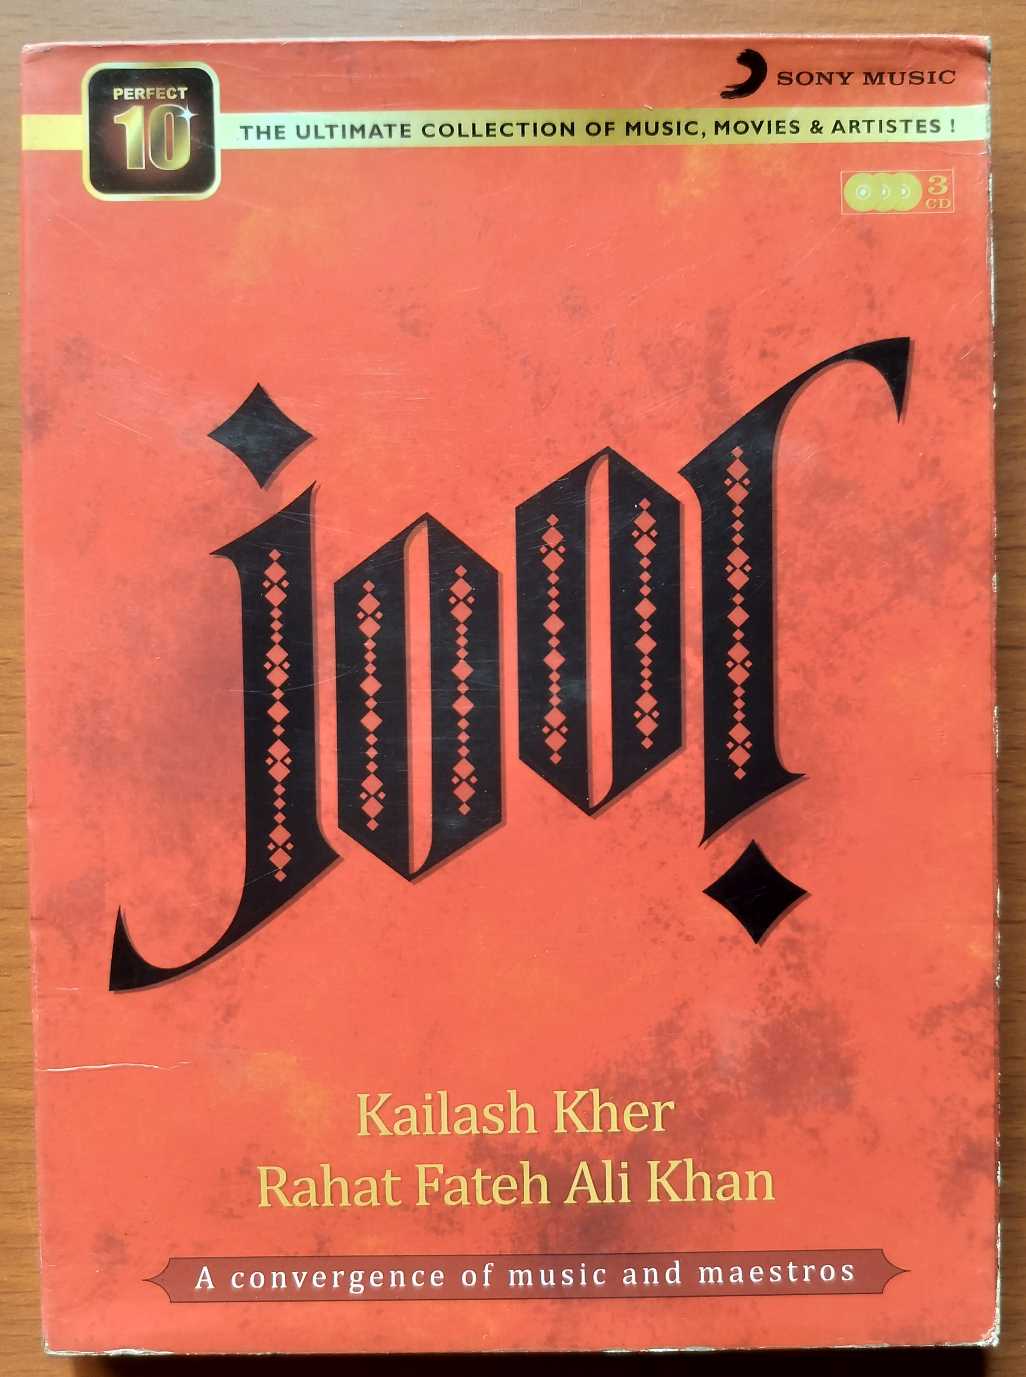 PERFECT
10
SONY MUSIC
THE ULTIMATE COLLECTION OF MUSIC, MOVIES & ARTISTES !
3
CD
joor
Kailash Kher
Rahat Fateh Ali Khan
A convergence of music and maestros